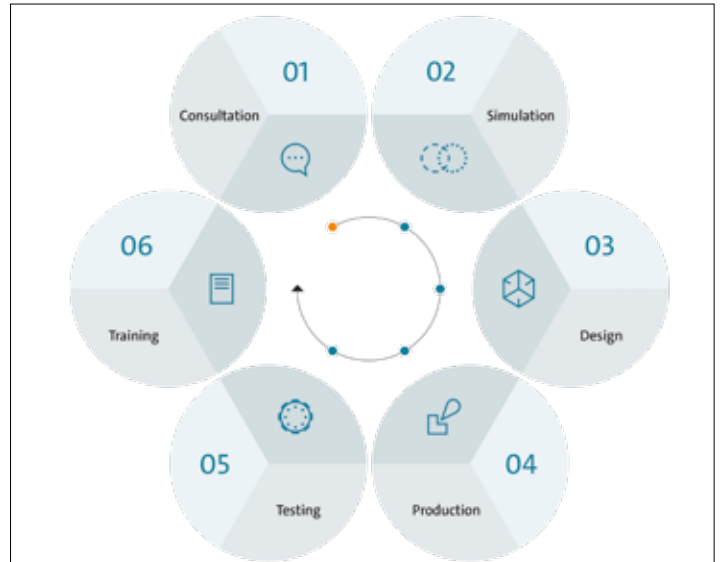 01
Consultation
02
Simulation
03
Design
04
Production
05
Testing
06
Training